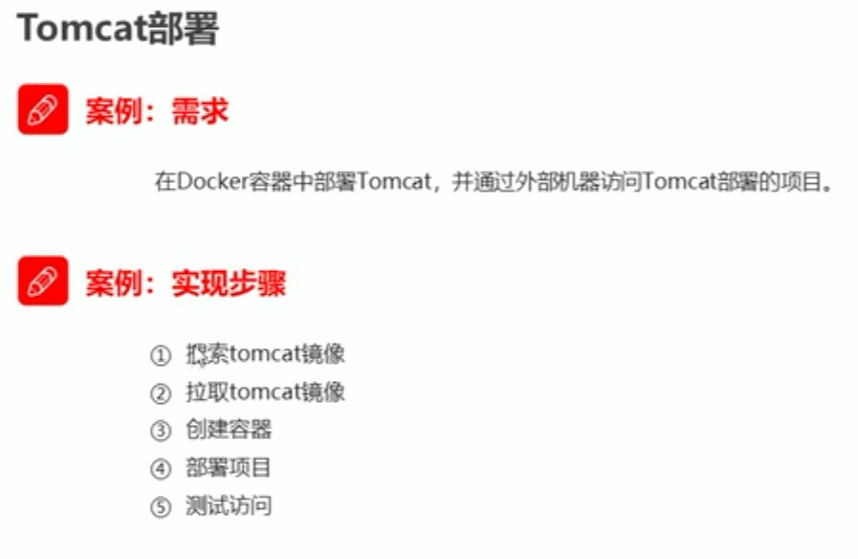 Tomcat部署
案例：需求
在Docker容器中部署Tomcat，并通过外部机器访问Tomcat部署的项目。
案例：实现步骤
① 搜索tomcat镜像
② 拉取tomcat镜像
③ 创建容器
④ 部署项目
⑤ 测试访问